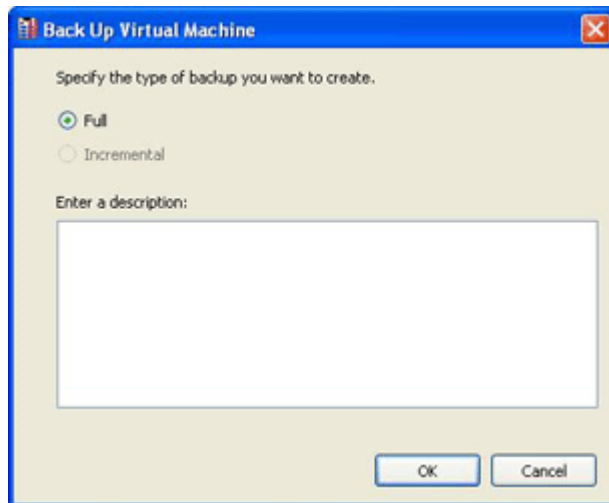 Back Up Virtual Machine
Specify the type of backup you want to create.
Full
Incremental
Enter a description:
OK
Cancel